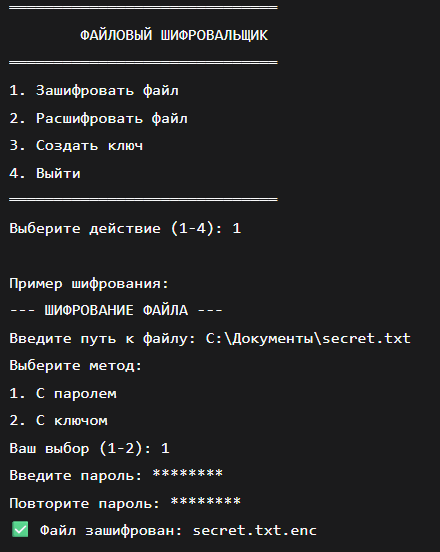 ФАЙЛОВЫЙ ШИФРОВАЛЬЩИК
1. Зашифровать файл
2. Расшифровать файл
3. Создать ключ
4. Выйти
Выберите действие (1-4): 1
Пример шифрования:
--- ШИФРОВАНИЕ ФАЙЛА ---
Введите путь к файлу: C:\Документы\secret.txt
Выберите метод:
1. С паролем
2. С ключом
Ваш выбор (1-2): 1
Введите пароль: ********
Повторите пароль: ********
✅ Файл зашифрован: secret.txt.enc